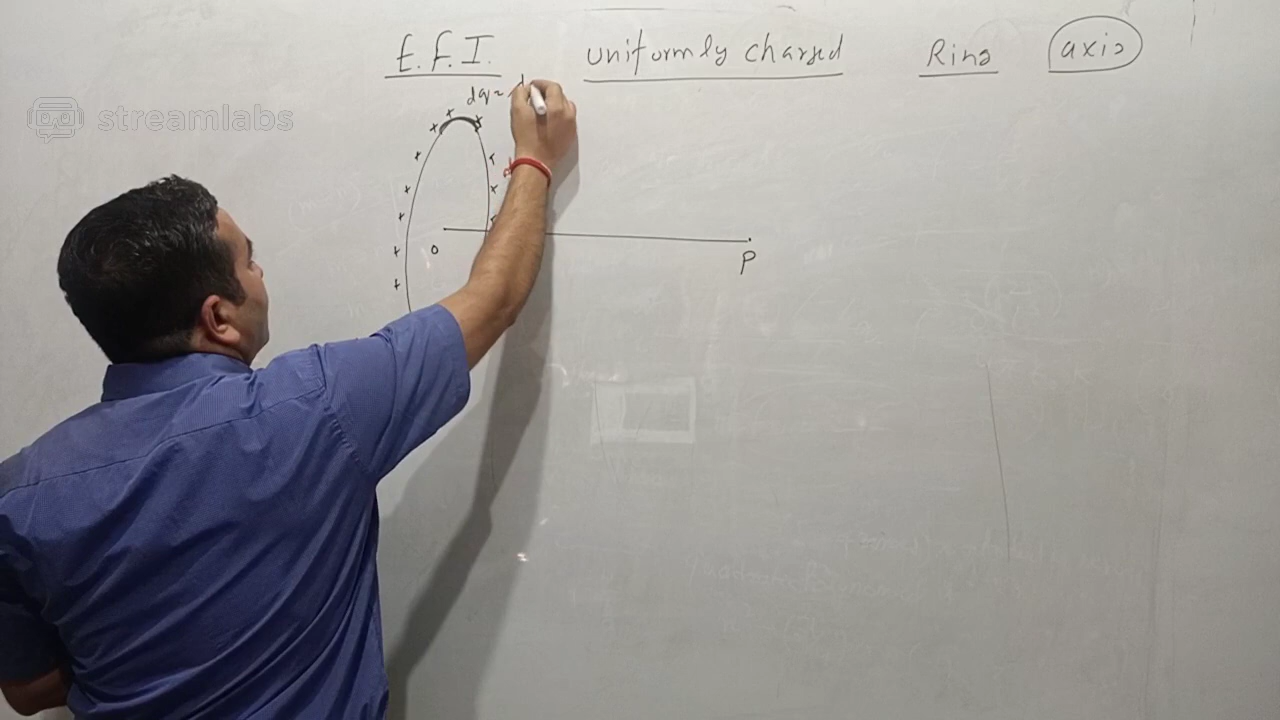 E.F.I. uniformly charged Ring axis
streamlabs
dq =
O
P